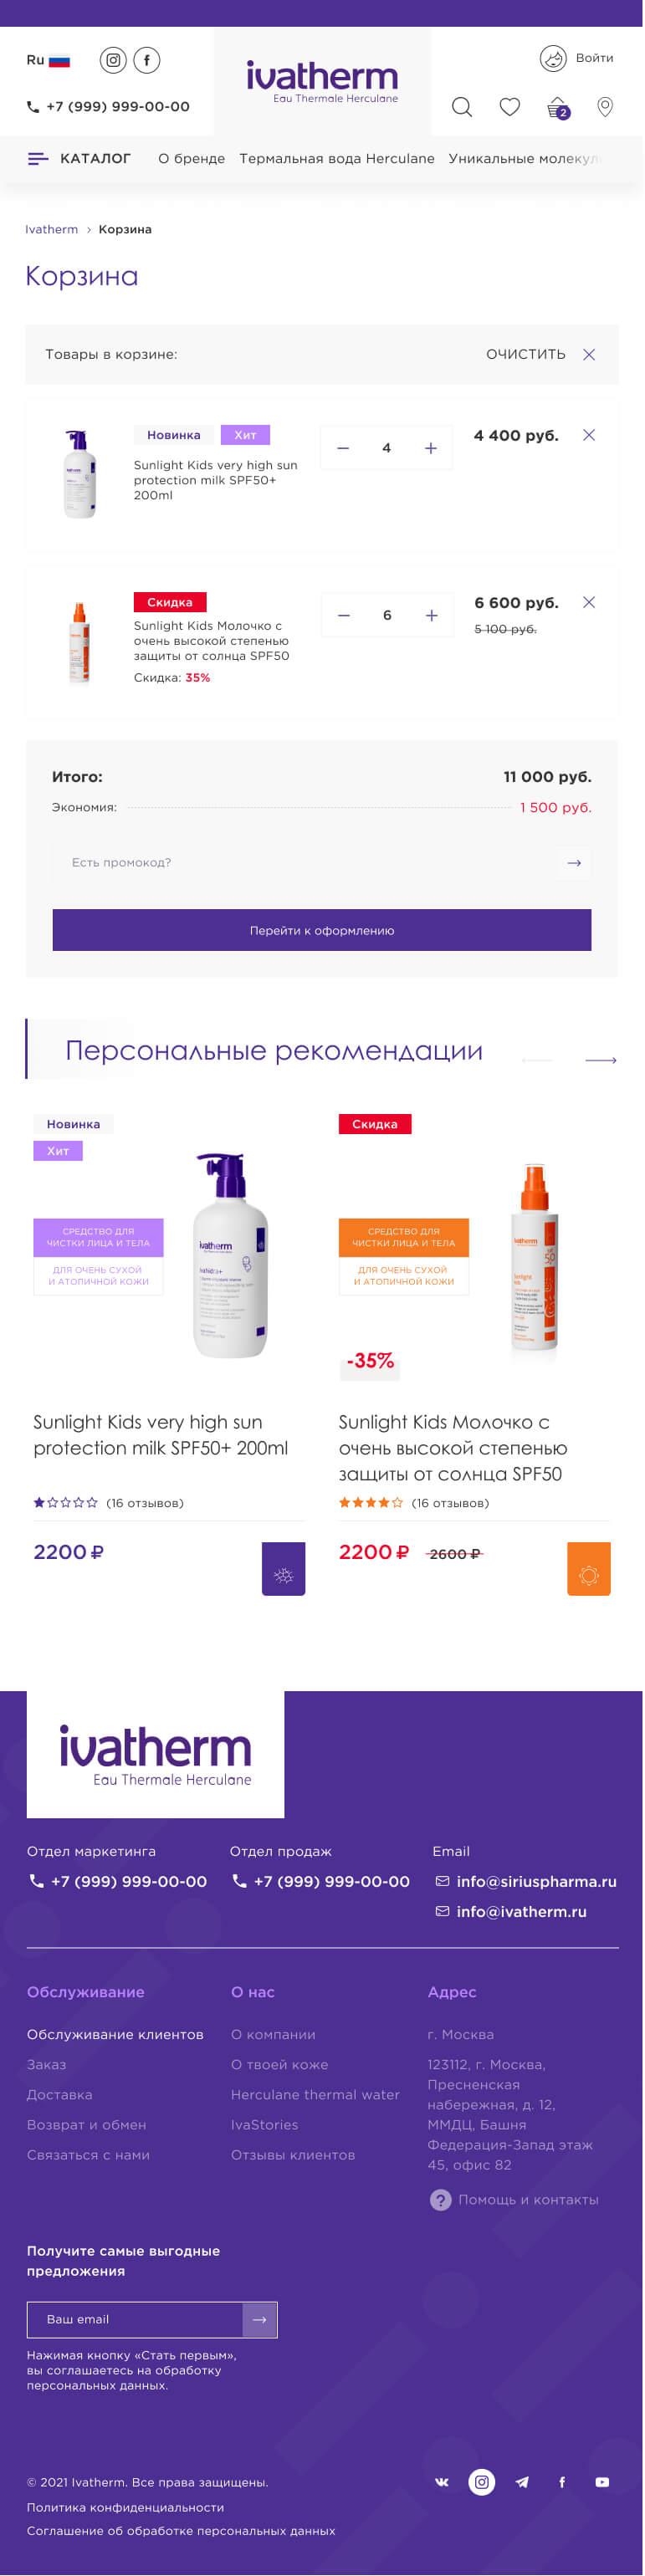 Ru
Войти
ivatherm
Eau Thermale Herculane
+7 (999) 999-00-00
2
КАТАЛОГ О бренде Термальная вода Herculane Уникальные молекул
Ivatherm > Корзина
Корзина
Товары в корзине: ОЧИСТИТЬ
Новинка Хит
4
4 400 руб.
Sunlight Kids very high sun
protection milk SPF50+
200ml
Скидка
6
6 600 руб.
5 100 руб.
Sunlight Kids Молочко с
очень высокой степенью
защиты от солнца SPF50
Скидка: 35%
Итого: 11 000 руб.
Экономия: 1 500 руб.
Есть промокод?
Перейти к оформлению
Персональные рекомендации
Новинка
Хит
СРЕДСТВО ДЛЯ
ЧИСТКИ ЛИЦА И ТЕЛА
ДЛЯ ОЧЕНЬ СУХОЙ
И АТОПИЧНОЙ КОЖИ
ivatherm
Sunlight Kids very high sun
protection milk SPF50+ 200ml
(16 отзывов)
2200 ₽
Скидка
СРЕДСТВО ДЛЯ
ЧИСТКИ ЛИЦА И ТЕЛА
ДЛЯ ОЧЕНЬ СУХОЙ
И АТОПИЧНОЙ КОЖИ
ivatherm
-35%
Sunlight Kids Молочко с
очень высокой степенью
защиты от солнца SPF50
(16 отзывов)
2200 ₽ 2600 ₽
ivatherm
Eau Thermale Herculane
Отдел маркетинга
+7 (999) 999-00-00
Отдел продаж
+7 (999) 999-00-00
Email
info@siriuspharma.ru
info@ivatherm.ru
Обслуживание
Обслуживание клиентов
Заказ
Доставка
Возврат и обмен
Связаться с нами
О нас
О компании
О твоей коже
Herculane thermal water
IvaStories
Отзывы клиентов
Адрес
г. Москва
123112, г. Москва,
Пресненская
набережная, д. 12,
ММДЦ, Башня
Федерация-Запад этаж
45, офис 82
Помощь и контакты
Получите самые выгодные
предложения
Ваш email
Нажимая кнопку «Стать первым»,
вы соглашаетесь на обработку
персональных данных.
© 2021 Ivatherm. Все права защищены.
Политика конфиденциальности
Соглашение об обработке персональных данных